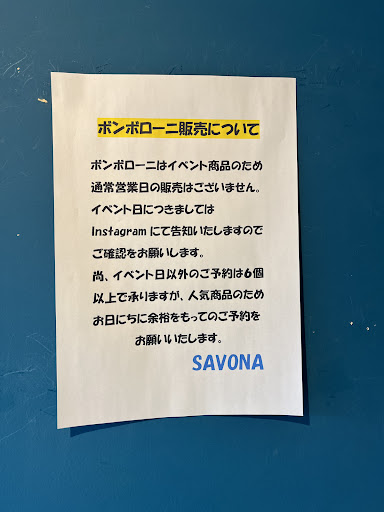 ボンボローニ販売について
ボンボローニはイベント商品のため
通常営業日の販売はございません。
イベント日につきましては
Instagramにて告知いたしますので
ご確認をお願いします。
尚、イベント日以外のご予約は6個
以上で承りますが、人気商品のため
お日にちに余裕をもってのご予約を
お願いいたします。
SAVONA